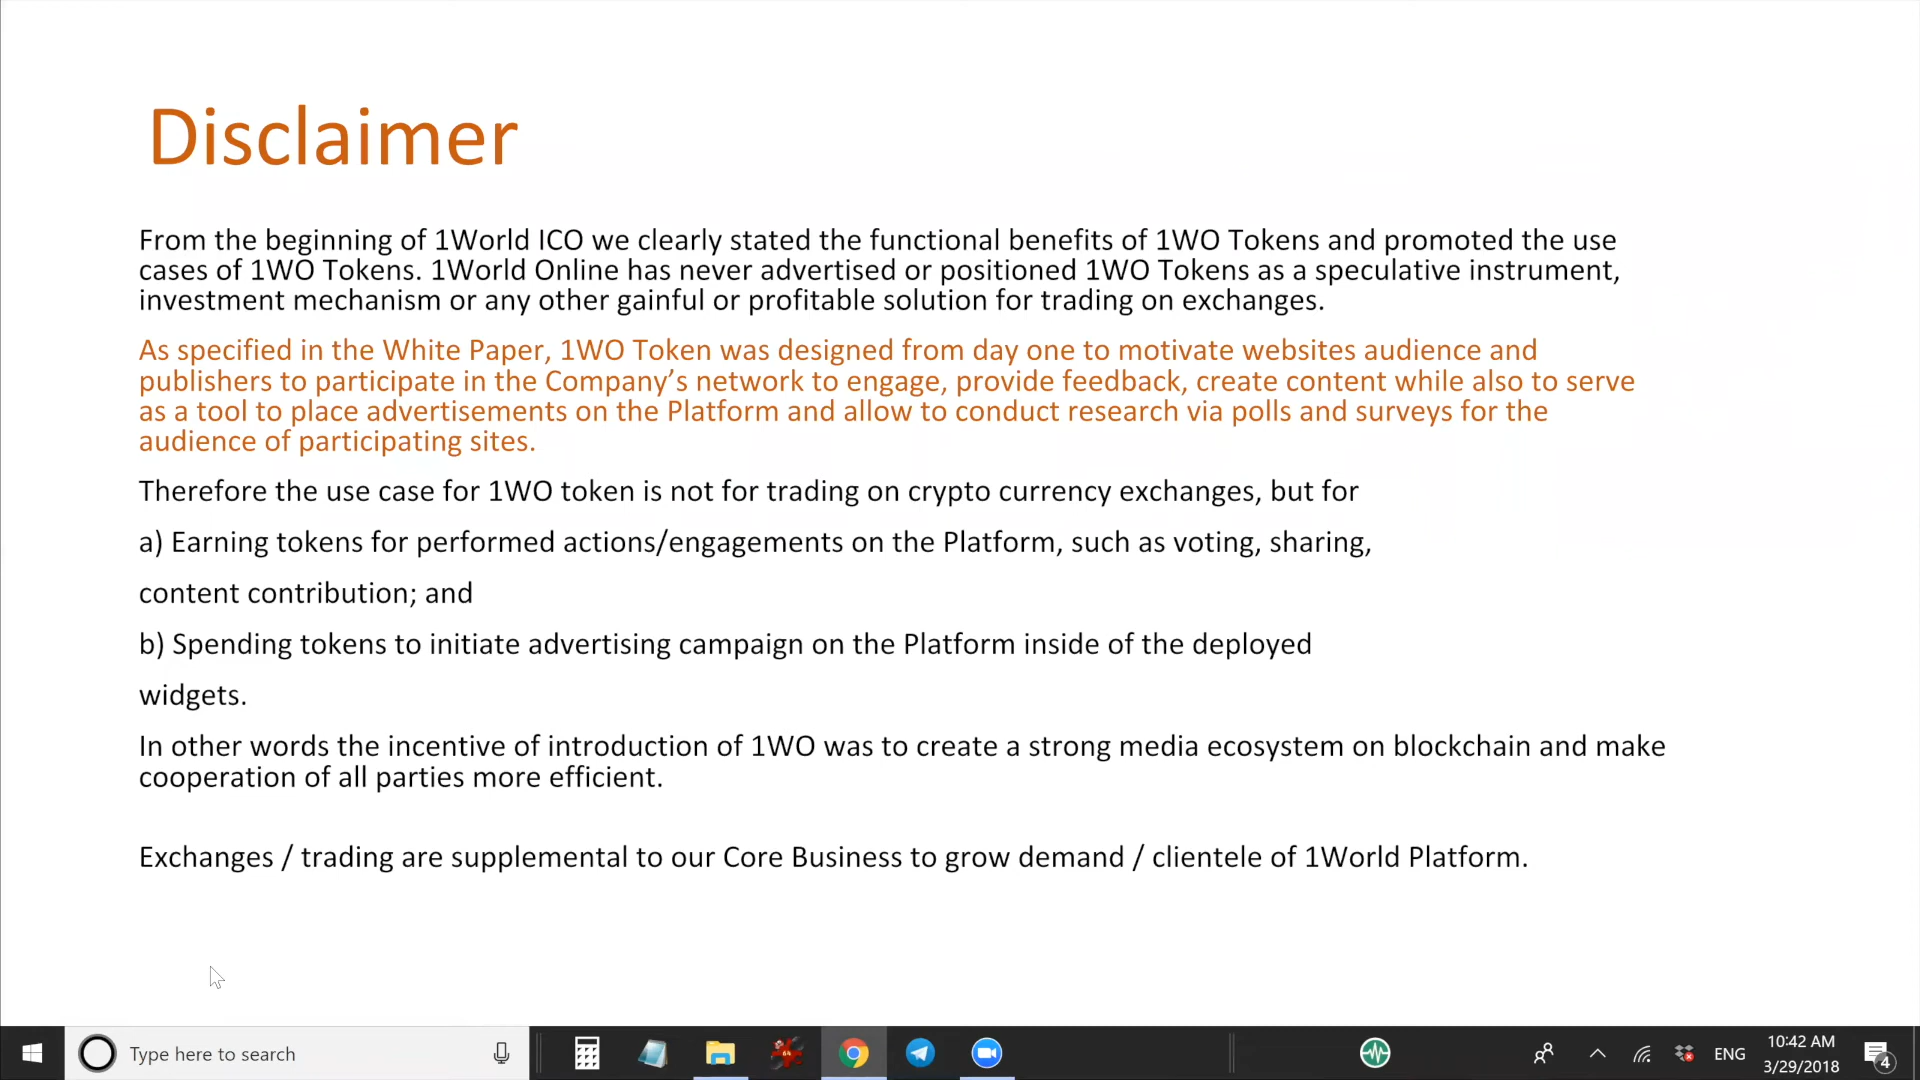 Disclaimer
From the beginning of 1World ICO we clearly stated the functional benefits of 1WO Tokens and promoted the use
cases of 1WO Tokens. 1World Online has never advertised or positioned 1WO Tokens as a speculative instrument,
investment mechanism or any other gainful or profitable solution for trading on exchanges.
As specified in the White Paper, 1WO Token was designed from day one to motivate websites audience and
publishers to participate in the Company’s network to engage, provide feedback, create content while also to serve
as a tool to place advertisements on the Platform and allow to conduct research via polls and surveys for the
audience of participating sites.
Therefore the use case for 1WO token is not for trading on crypto currency exchanges, but for
a) Earning tokens for performed actions/engagements on the Platform, such as voting, sharing,
content contribution; and
b) Spending tokens to initiate advertising campaign on the Platform inside of the deployed
widgets.
In other words the incentive of introduction of 1WO was to create a strong media ecosystem on blockchain and make
cooperation of all parties more efficient.
Exchanges / trading are supplemental to our Core Business to grow demand / clientele of 1World Platform.
Type here to search
64
ENG
10:42 AM
3/29/2018
4